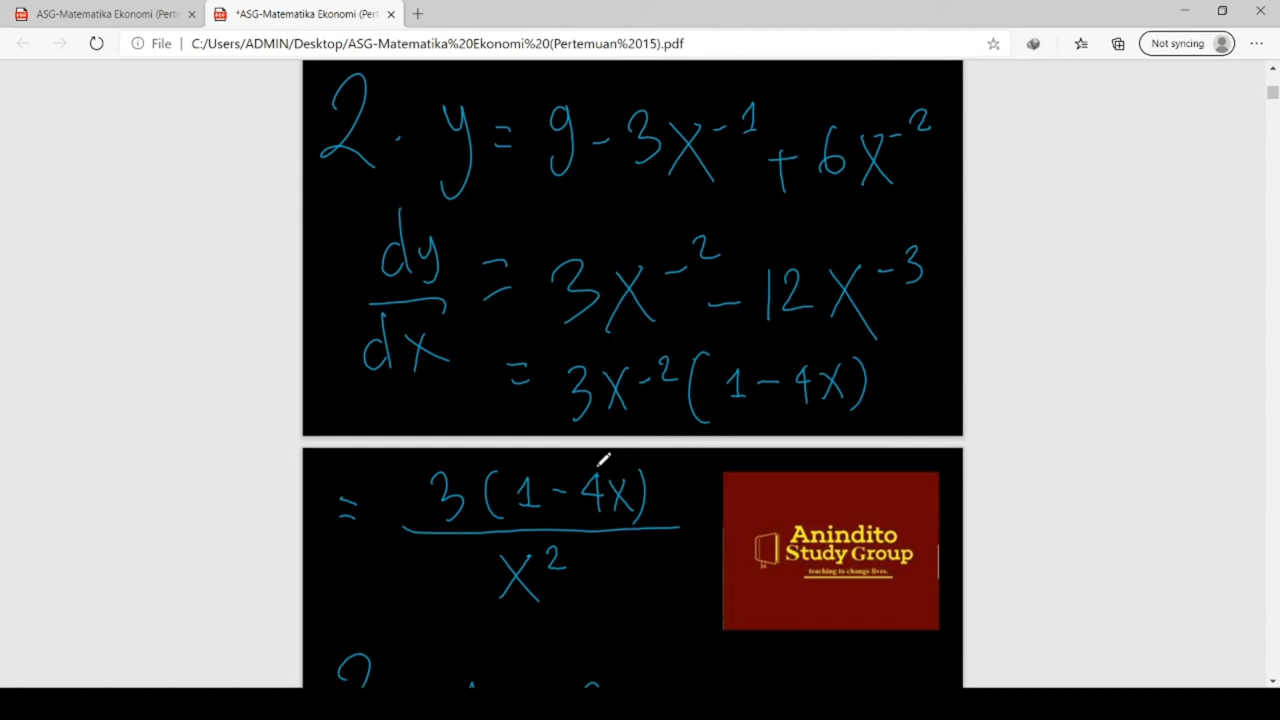 ASG-Matematika Ekonomi (Perte
*ASG-Matematika Ekonomi (Pert
File
C:/Users/ADMIN/Desktop/ASG-Matematika%20Ekonomi%20(Pertemuan%2015).pdf
Not syncing
2. y = 9 - 3x⁻¹ + 6x⁻²
dy/dx = 3x⁻² - 12x⁻³
= 3x⁻² (1 - 4x)
= 3(1 - 4x) / x²
Anindito
Study Group
teaching to change lives.